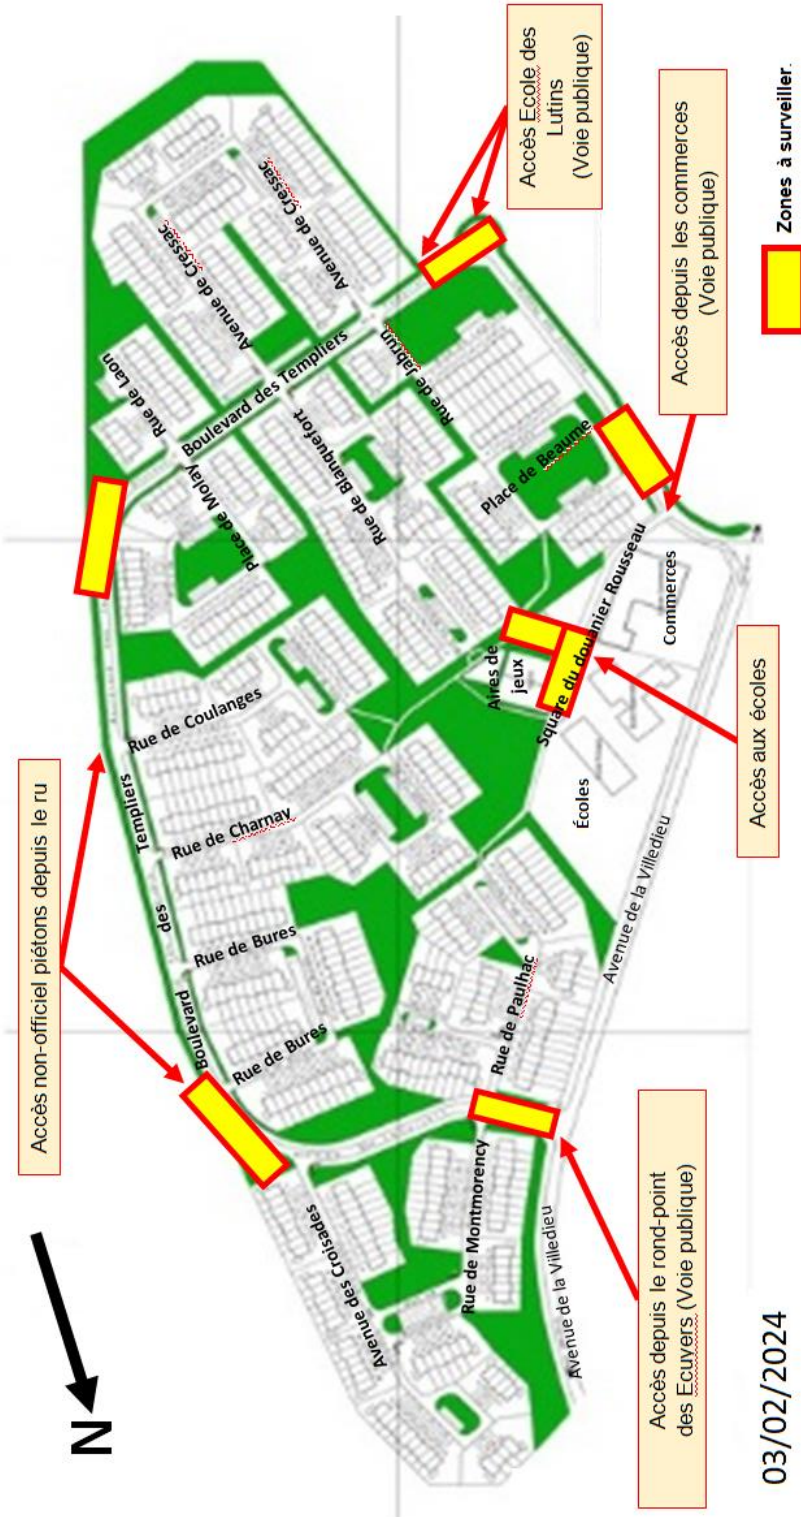 Accès non-officiel piétons depuis le ru
N
Accès Ecole des
Lutins
(Voie publique)
Accès depuis les commerces
(Voie publique)
Accès aux écoles
Accès depuis le rond-point
des Ecuyers (Voie publique)
Zones à surveiller.
03/02/2024
Avenue des Croisades
Rue de Montmorency
Avenue de la Villedieu
Rue de Bures
Rue de Bures
Rue de Paulhac
Boulevard
des
Templiers
Rue de Charnay
Rue de Coulanges
Avenue de la Villedieu
Écoles
Aires de
jeux
Square du douanier Rousseau
Commerces
Place de Molay
Rue de Laon
Boulevard des Templiers
Rue de Blanquefort
Place de Beaume
Rue de Jabrun
Avenue de Cressac
Avenue de Cressac